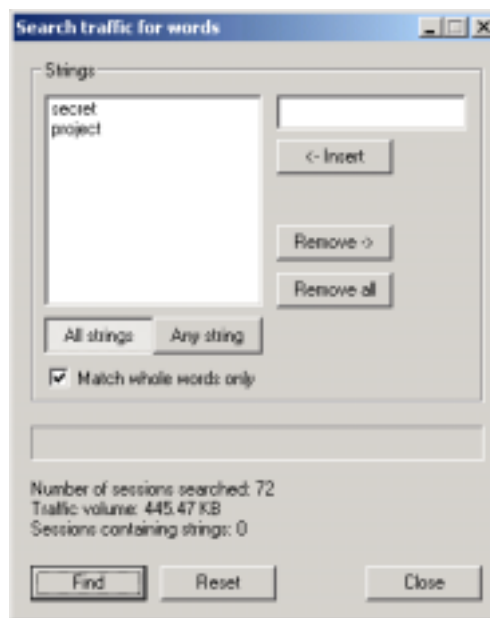 Search traffic for words
Strings
secret
project
<- Insert
Remove ->
Remove all
All strings
Any string
Match whole words only
Number of sessions searched: 72
Traffic volume: 445.47 KB
Sessions containing strings: 0
Find
Reset
Close